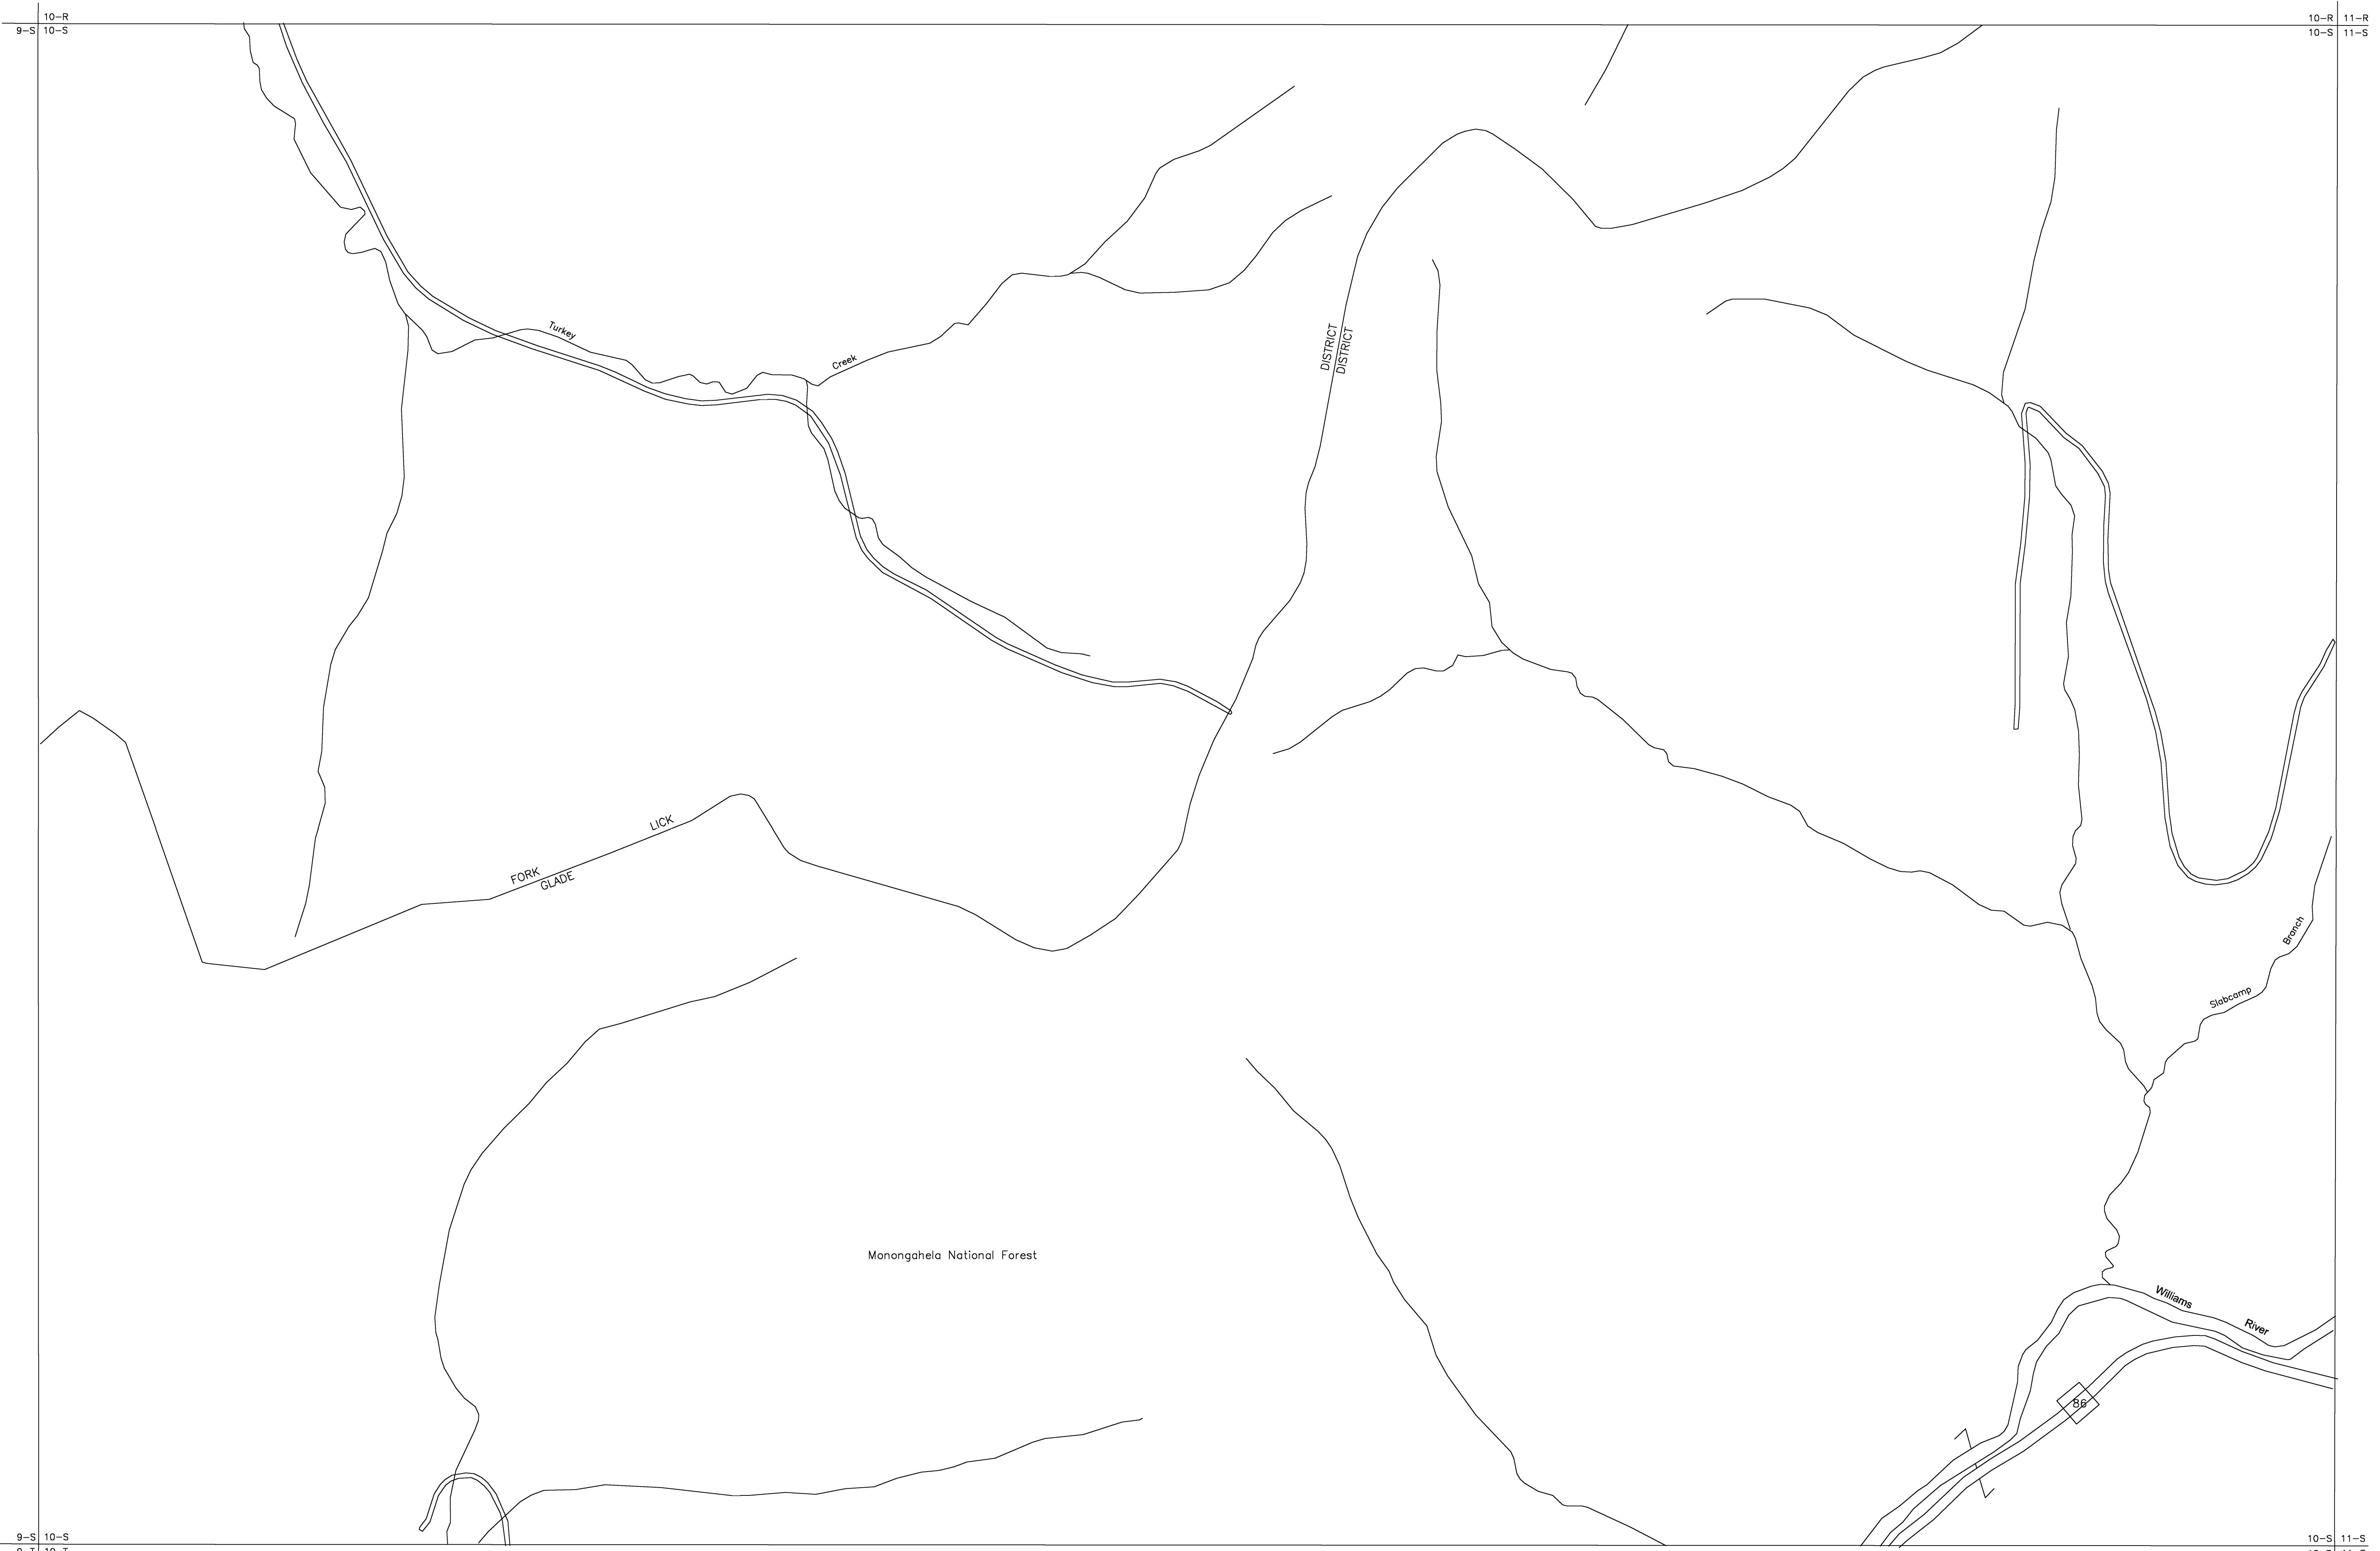 10-R
10-R
11-R
9-S
10-S
10-S
11-S
Turkey
Creek
DISTRICT
DISTRICT
LICK
FORK
GLADE
Branch
Slabcamp
Monongahela National Forest
Williams
River
86
9-S
10-S
10-S
11-S